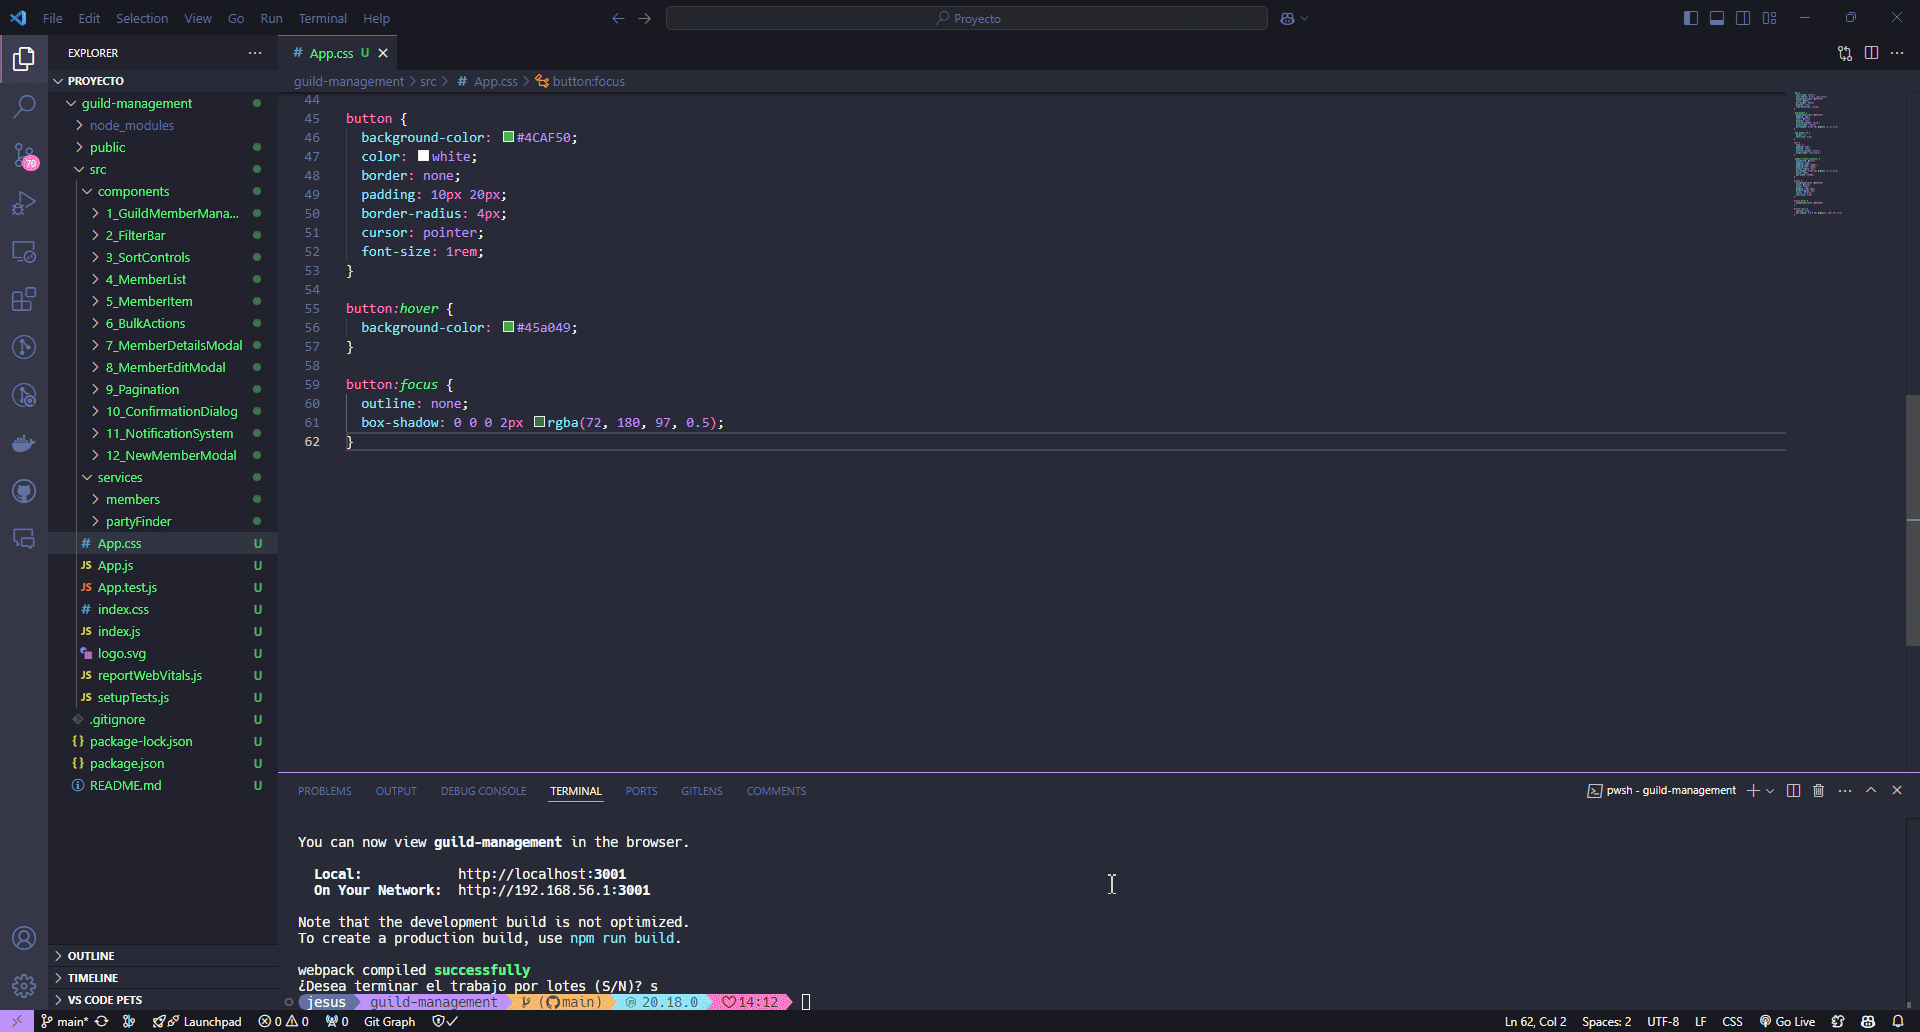 File Edit Selection View Go Run Terminal Help
Proyecto
EXPLORER
App.css U
PROYECTO
guild-management > src > # App.css > button:focus
guild-management
node_modules
public
src
components
1_GuildMemberMana...
2_FilterBar
3_SortControls
4_MemberList
5_MemberItem
6_BulkActions
7_MemberDetailsModal
8_MemberEditModal
9_Pagination
10_ConfirmationDialog
11_NotificationSystem
12_NewMemberModal
services
members
partyFinder
# App.css U
JS App.js U
JS App.test.js U
# index.css U
JS index.js U
logo.svg U
JS reportWebVitals.js U
JS setupTests.js U
.gitignore U
{} package-lock.json U
{} package.json U
README.md U
OUTLINE
TIMELINE
VS CODE PETS
70
44
45 button {
46 background-color: #4CAF50;
47 color: white;
48 border: none;
49 padding: 10px 20px;
50 border-radius: 4px;
51 cursor: pointer;
52 font-size: 1rem;
53 }
54
55 button:hover {
56 background-color: #45a049;
57 }
58
59 button:focus {
60 outline: none;
61 box-shadow: 0 0 0 2px rgba(72, 180, 97, 0.5);
62 }
PROBLEMS OUTPUT DEBUG CONSOLE TERMINAL PORTS GITLENS COMMENTS
pwsh - guild-management
You can now view guild-management in the browser.
Local: http://localhost:3001
On Your Network: http://192.168.56.1:3001
Note that the development build is not optimized.
To create a production build, use npm run build.
webpack compiled successfully
¿Desea terminar el trabajo por lotes (S/N)? s
jesus guild-management (main) 20.18.0 14:12
main* Launchpad 0 0 0 Git Graph
Ln 62, Col 2 Spaces: 2 UTF-8 LF CSS Go Live